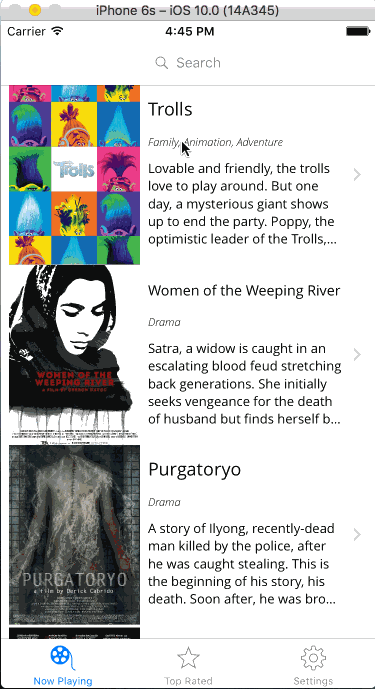 iPhone 6s – iOS 10.0 (14A345)
Carrier 4:45 PM
Search
Trolls
Trolls
Family, Animation, Adventure
Lovable and friendly, the trolls
love to play around. But one
day, a mysterious giant shows
up to end the party. Poppy, the
optimistic leader of the Trolls,...
WOMEN OF THE
WEEPING RIVER
Women of the Weeping River
Drama
Satra, a widow is caught in an
escalating blood feud stretching
back generations. She initially
seeks vengeance for the death
of husband but finds herself b...
PURGATORYO
a film by Derick Cabrido
Purgatoryo
Drama
A story of Ilyong, recently-dead
man killed by the police, after
he was caught stealing. This is
the beginning of his story, his
death. Soon after, he was bro...
Now Playing
Top Rated
Settings